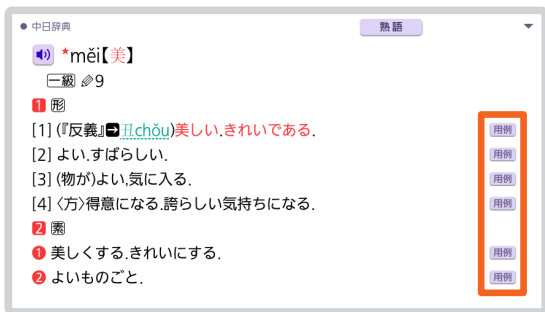 ● 中日辞典 熟語 ▼
*měi【美】
一級 9
1 形
[1] (『反義』➡丑chǒu)美しい.きれいである. 用例
[2] よい.すばらしい. 用例
[3] (物が)よい,気に入る. 用例
[4] 〈方〉得意になる.誇らしい気持ちになる. 用例
2 素
❶ 美しくする.きれいにする. 用例
❷ よいものごと. 用例